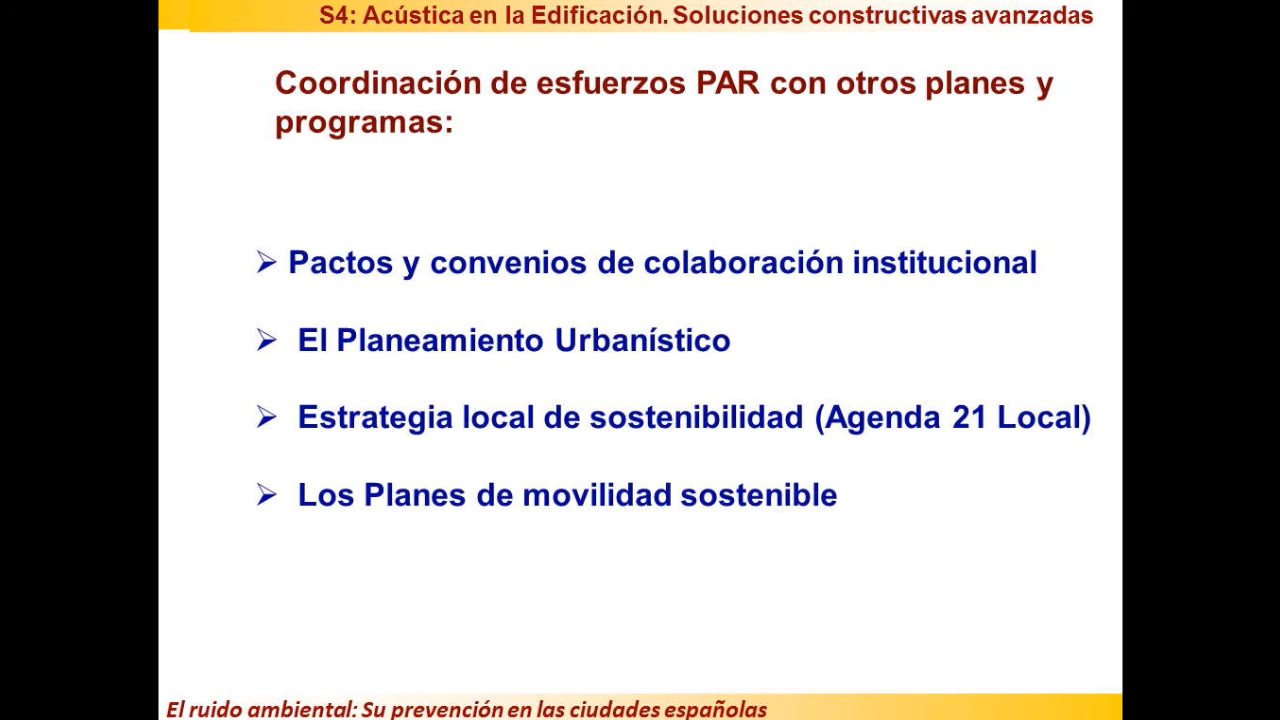 S4: Acústica en la Edificación. Soluciones constructivas avanzadas
Coordinación de esfuerzos PAR con otros planes y
programas:
➢ Pactos y convenios de colaboración institucional
➢ El Planeamiento Urbanístico
➢ Estrategia local de sostenibilidad (Agenda 21 Local)
➢ Los Planes de movilidad sostenible
El ruido ambiental: Su prevención en las ciudades españolas